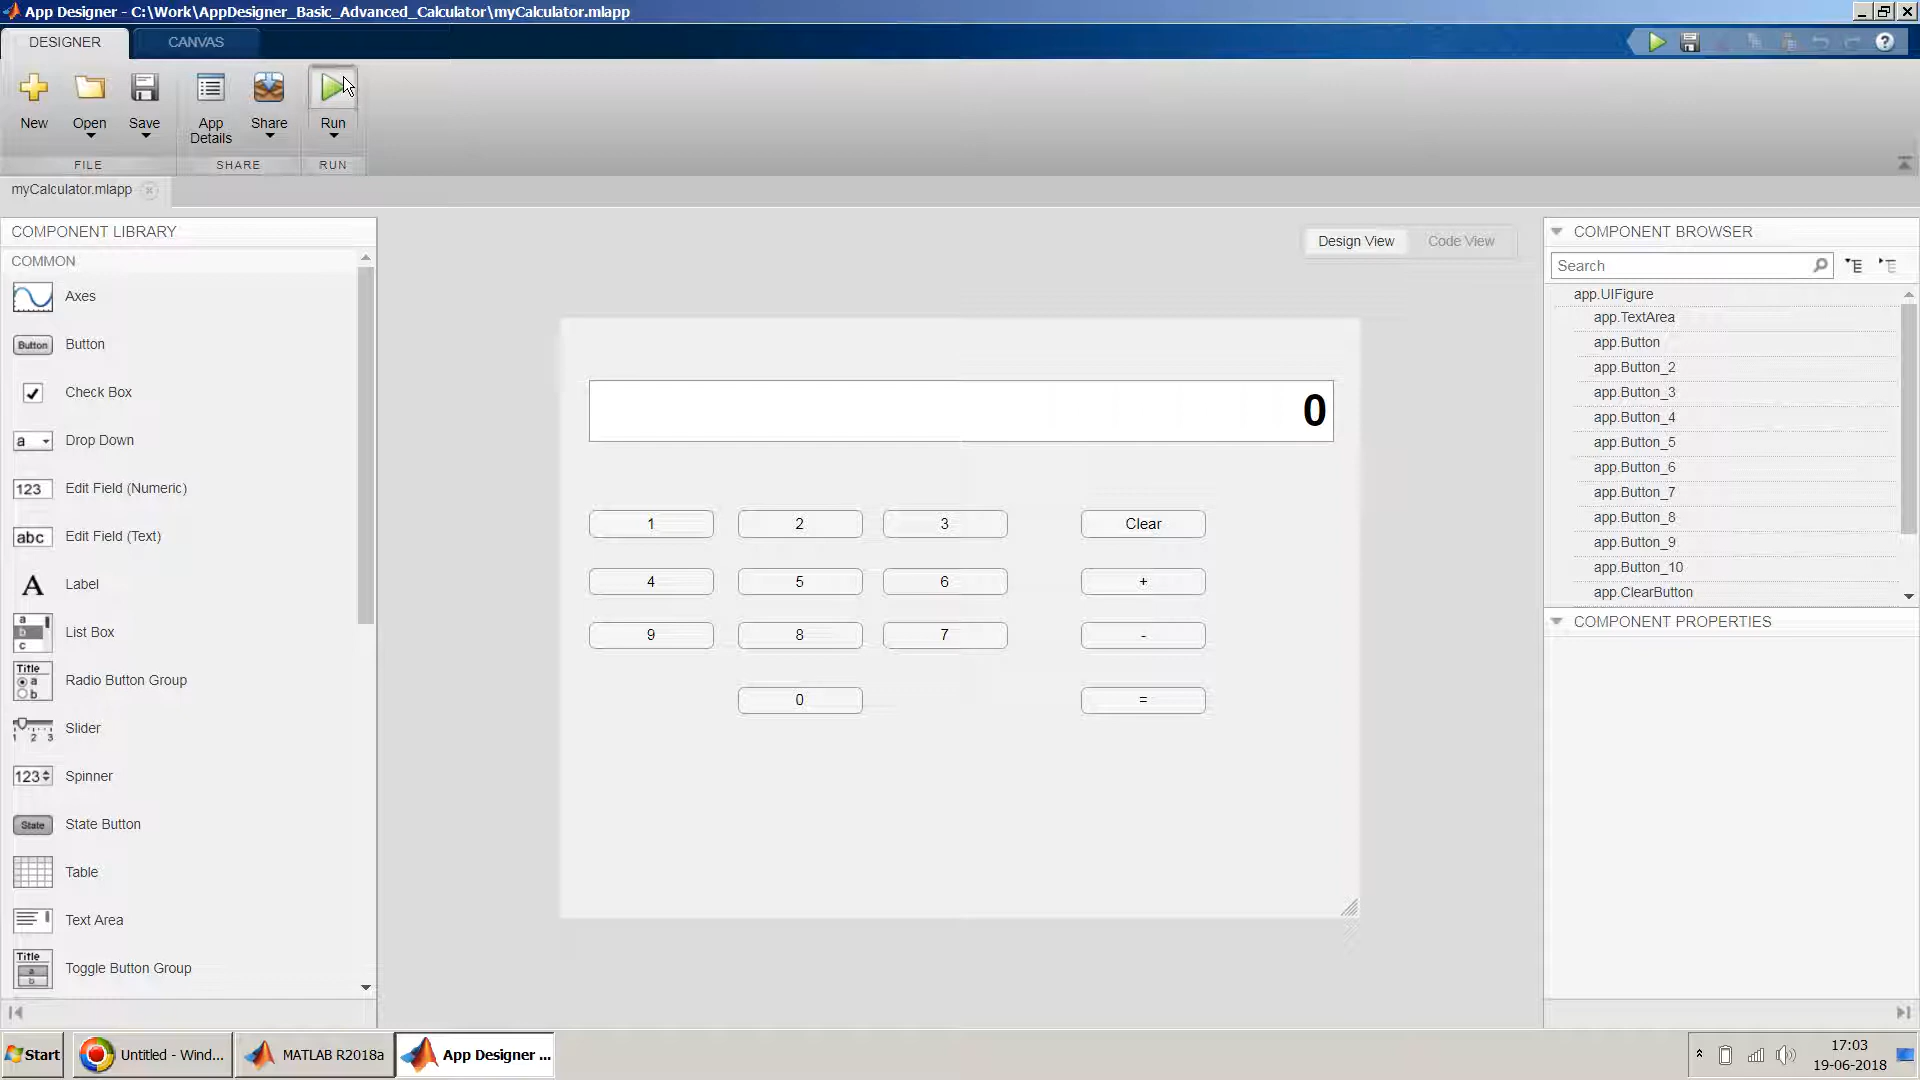 App Designer - C:\Work\AppDesigner_Basic_Advanced_Calculator\myCalculator.mlapp
DESIGNER
CANVAS
New
Open
Save
App
Details
Share
Run
FILE
SHARE
RUN
myCalculator.mlapp
COMPONENT LIBRARY
COMMON
Axes
Button
Button
Check Box
a
Drop Down
123
Edit Field (Numeric)
abc
Edit Field (Text)
A
Label
a
b
c
List Box
Title
a
b
Radio Button Group
1 2 3
Slider
123
Spinner
State
State Button
Table
Text Area
Title
a
b
Toggle Button Group
Design View
Code View
0
1
2
3
Clear
4
5
6
+
9
8
7
-
0
=
COMPONENT BROWSER
Search
app.UIFigure
app.TextArea
app.Button
app.Button_2
app.Button_3
app.Button_4
app.Button_5
app.Button_6
app.Button_7
app.Button_8
app.Button_9
app.Button_10
app.ClearButton
COMPONENT PROPERTIES
Start
Untitled - Wind...
MATLAB R2018a
App Designer ...
17:03
19-06-2018